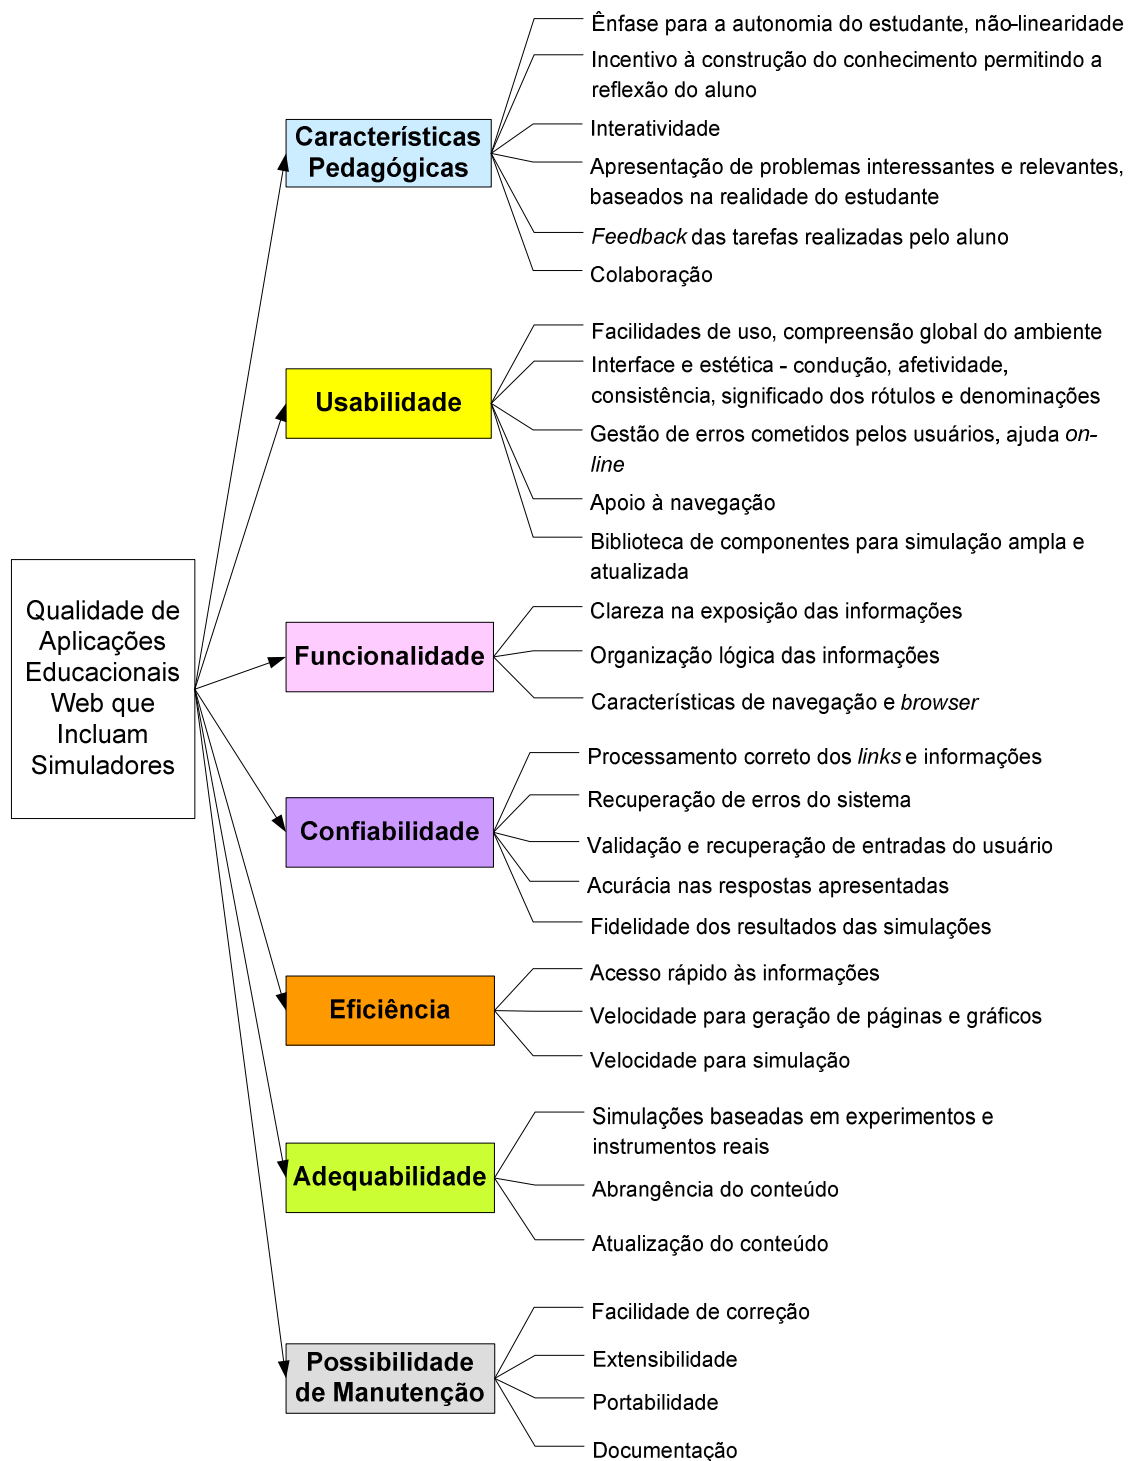 Qualidade de
Aplicações
Educacionais
Web que
Incluam
Simuladores
Característísticas
Pedagógicas
Ênfase para a autonomia do estudante, não-linearidade
Incentivo à construção do conhecimento permitindo a
reflexão do aluno
Interatividade
Apresentação de problemas interessantes e relevantes,
baseados na realidade do estudante
Feedback das tarefas realizadas pelo aluno
Colaboração
Usabilidade
Facilidades de uso, compreensão global do ambiente
Interface e estética - condução, afetividade,
consistência, significado dos rótulos e denominações
Gestão de erros cometidos pelos usuários, ajuda on-
line
Apoio à navegação
Biblioteca de componentes para simulação ampla e
atualizada
Funcionalidade
Clareza na exposição das informações
Organização lógica das informações
Características de navegação e browser
Confiabilidade
Processamento correto dos links e informações
Recuperação de erros do sistema
Validação e recuperação de entradas do usuário
Acurácia nas respostas apresentadas
Fidelidade dos resultados das simulações
Eficiência
Acesso rápido às informações
Velocidade para geração de páginas e gráficos
Velocidade para simulação
Adequabilidade
Simulações baseadas em experimentos e
instrumentos reais
Abrangência do conteúdo
Atualização do conteúdo
Possibilidade
de Manutenção
Facilidade de correção
Extensibilidade
Portabilidade
Documentação